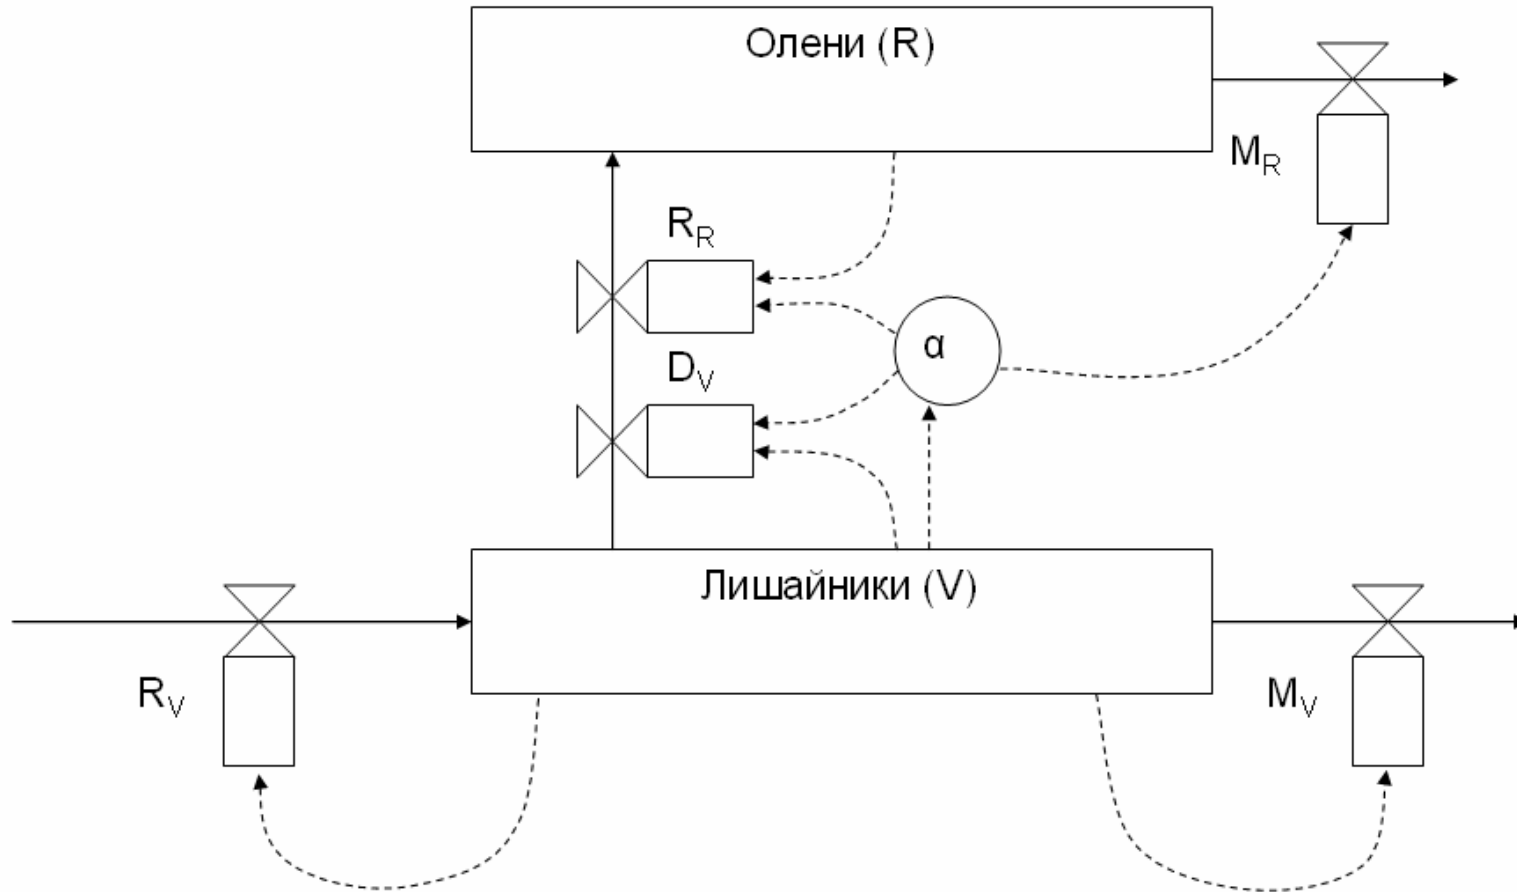 Олени (R)
M_R
R_R
α
D_V
Лишайники (V)
R_V
M_V